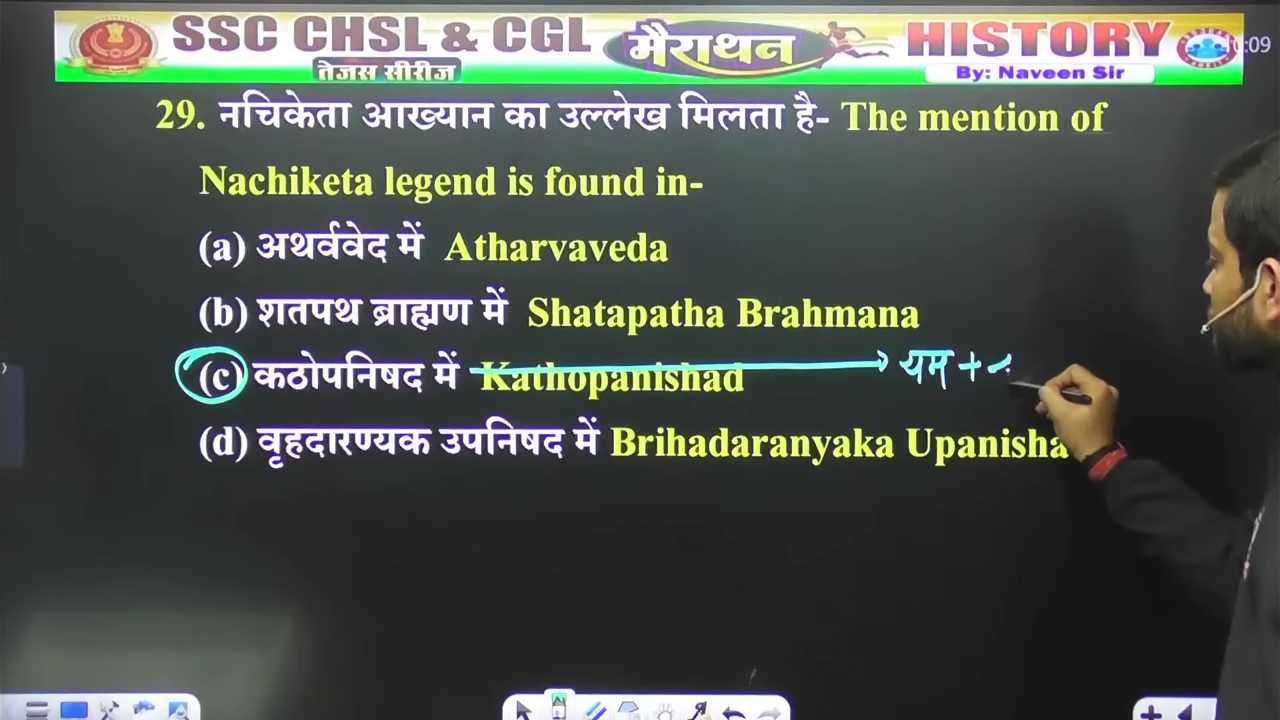 SSC CHSL & CGL मैराथन HISTORY
तेजस सीरीज By: Naveen Sir
29. नचिकेता आख्यान का उल्लेख मिलता है- The mention of
Nachiketa legend is found in-
(a) अथर्ववेद में Atharvaveda
(b) शतपथ ब्राह्मण में Shatapatha Brahmana
(c) कठोपनिषद में Kathopanishad → यम +
(d) वृहदारण्यक उपनिषद में Brihadaranyaka Upanisha